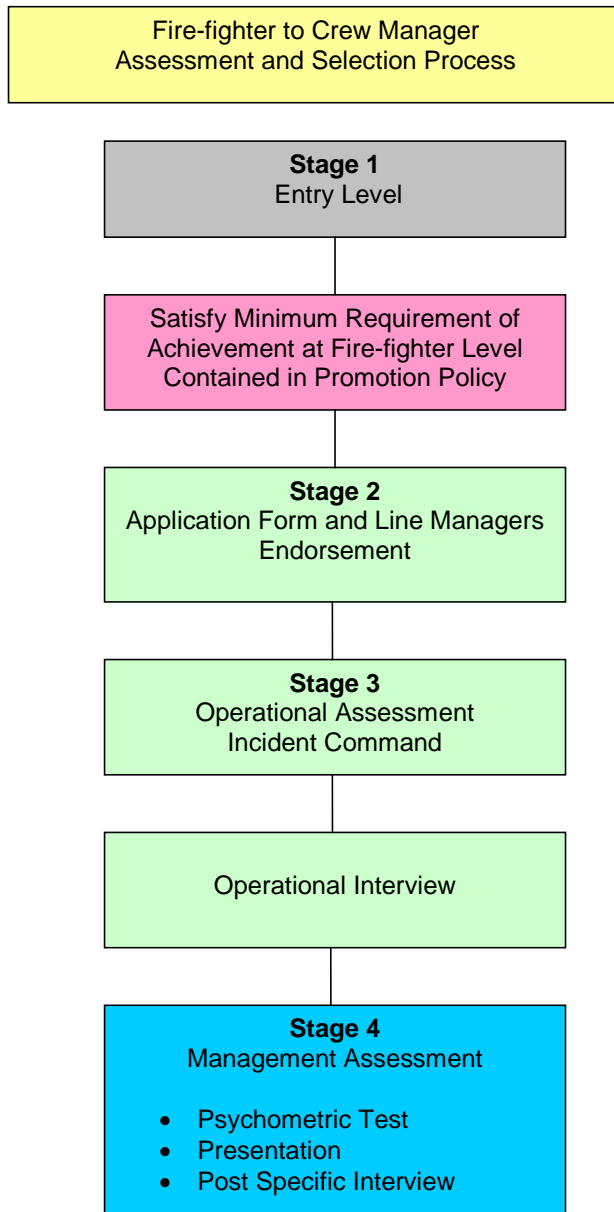 Fire-fighter to Crew Manager
Assessment and Selection Process
Stage 1
Entry Level
Satisfy Minimum Requirement of
Achievement at Fire-fighter Level
Contained in Promotion Policy
Stage 2
Application Form and Line Managers
Endorsement
Stage 3
Operational Assessment
Incident Command
Operational Interview
Stage 4
Management Assessment
• Psychometric Test
• Presentation
• Post Specific Interview